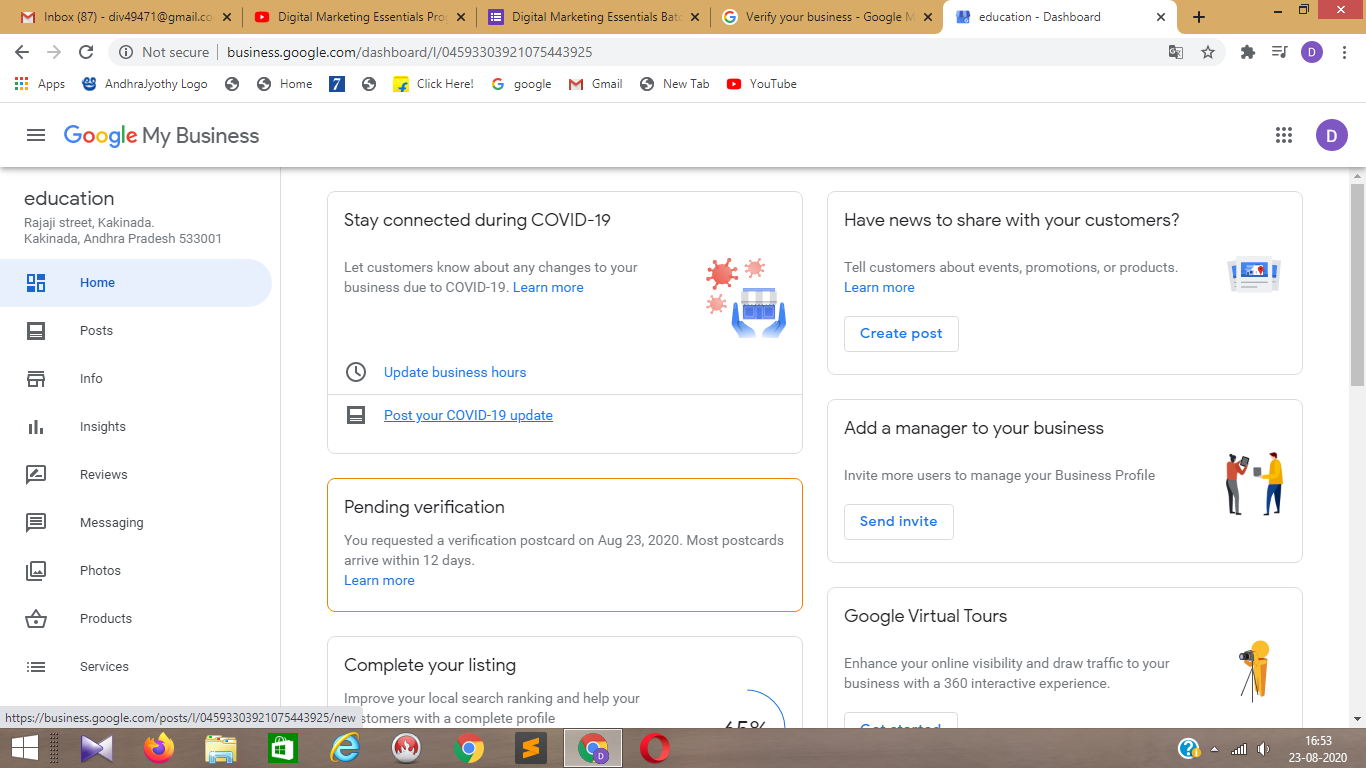 Inbox (87) - div49471@gmail.co
Digital Marketing Essentials Pro
Digital Marketing Essentials Batc
Verify your business - Google M
education - Dashboard
Not secure
business.google.com/dashboard/l/04593303921075443925
D
Apps
AndhraJyothy Logo
Home
7
Click Here!
google
Gmail
New Tab
YouTube
Google My Business
D
education
Rajaji street, Kakinada.
Kakinada, Andhra Pradesh 533001
Home
Posts
Info
Insights
Reviews
Messaging
Photos
Products
Services
Stay connected during COVID-19
Let customers know about any changes to your
business due to COVID-19. Learn more
Update business hours
Post your COVID-19 update
Pending verification
You requested a verification postcard on Aug 23, 2020. Most postcards
arrive within 12 days.
Learn more
Complete your listing
Improve your local search ranking and help your
customers with a complete profile
65%
Have news to share with your customers?
Tell customers about events, promotions, or products.
Learn more
Create post
Add a manager to your business
Invite more users to manage your Business Profile
Send invite
Google Virtual Tours
Enhance your online visibility and draw traffic to your
business with a 360 interactive experience.
Get started
https://business.google.com/posts/l/04593303921075443925/new
16:53
23-08-2020